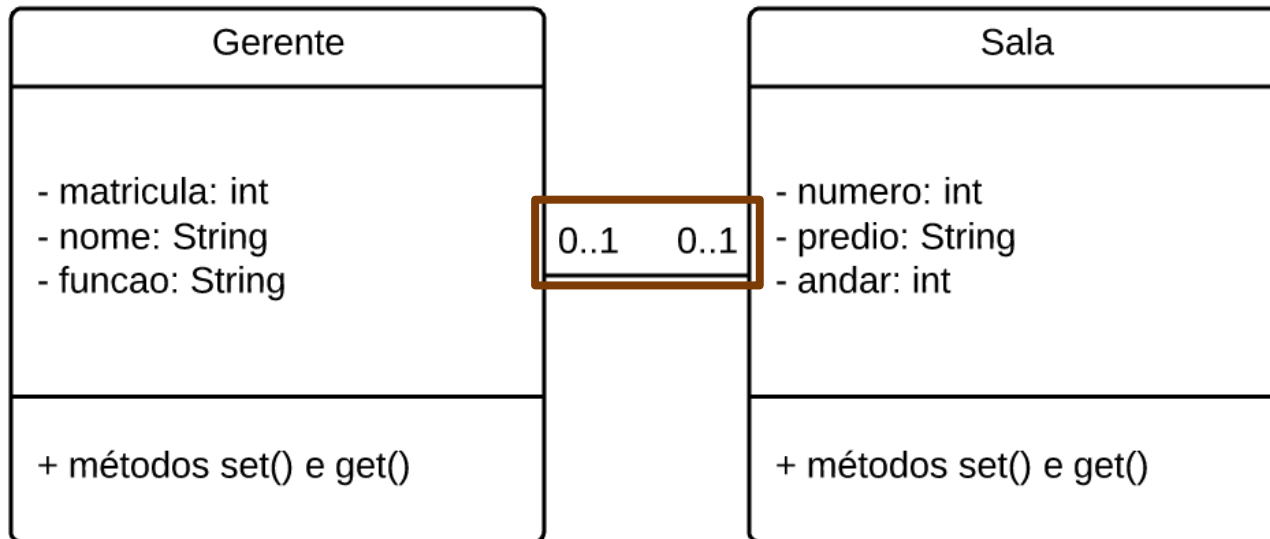 Gerente
- matricula: int
- nome: String
- funcao: String
+ métodos set() e get()
0..1
0..1
Sala
- numero: int
- predio: String
- andar: int
+ métodos set() e get()